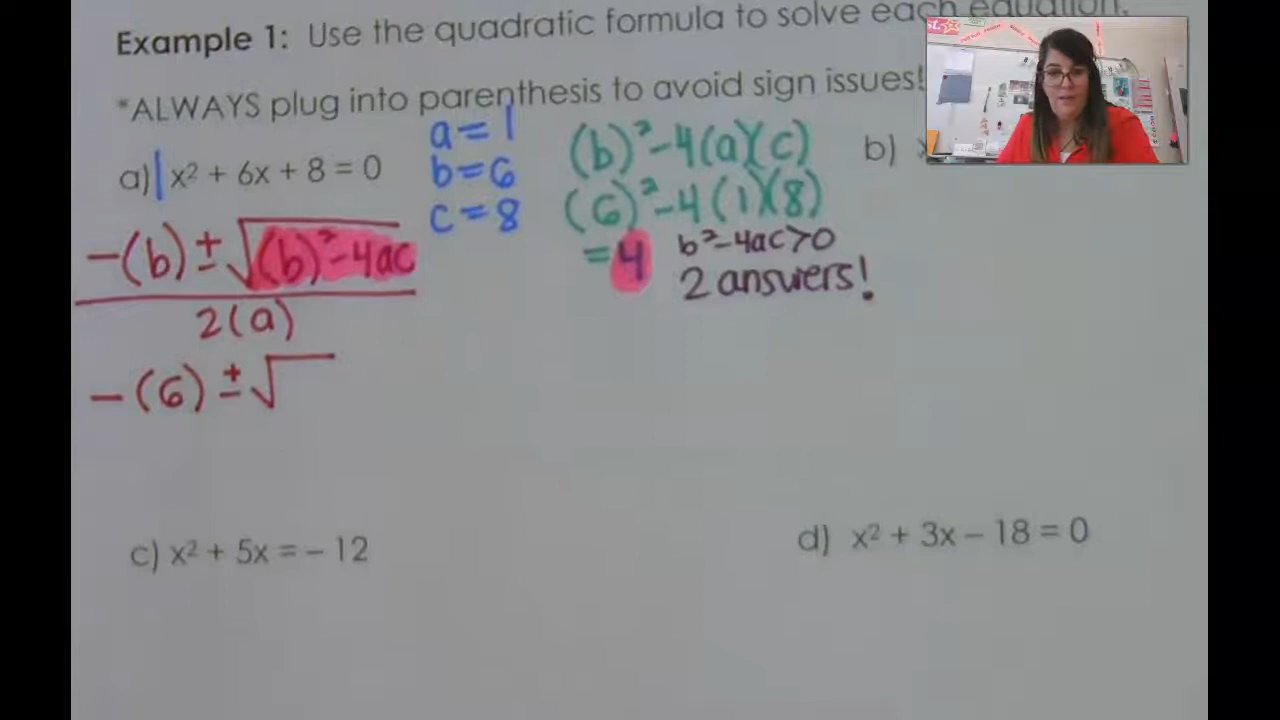 Example 1: Use the quadratic formula to solve each equation.
*ALWAYS plug into parenthesis to avoid sign issues!
a) 1x² + 6x + 8 = 0
a = 1
b = 6
c = 8
(b)² - 4(a)(c)
(6)² - 4(1)(8)
= 4
b² - 4ac > 0
2 answers!
b)
-(b) ± √(b)² - 4ac
2(a)
-(6) ± √
c) x² + 5x = – 12
d) x² + 3x – 18 = 0